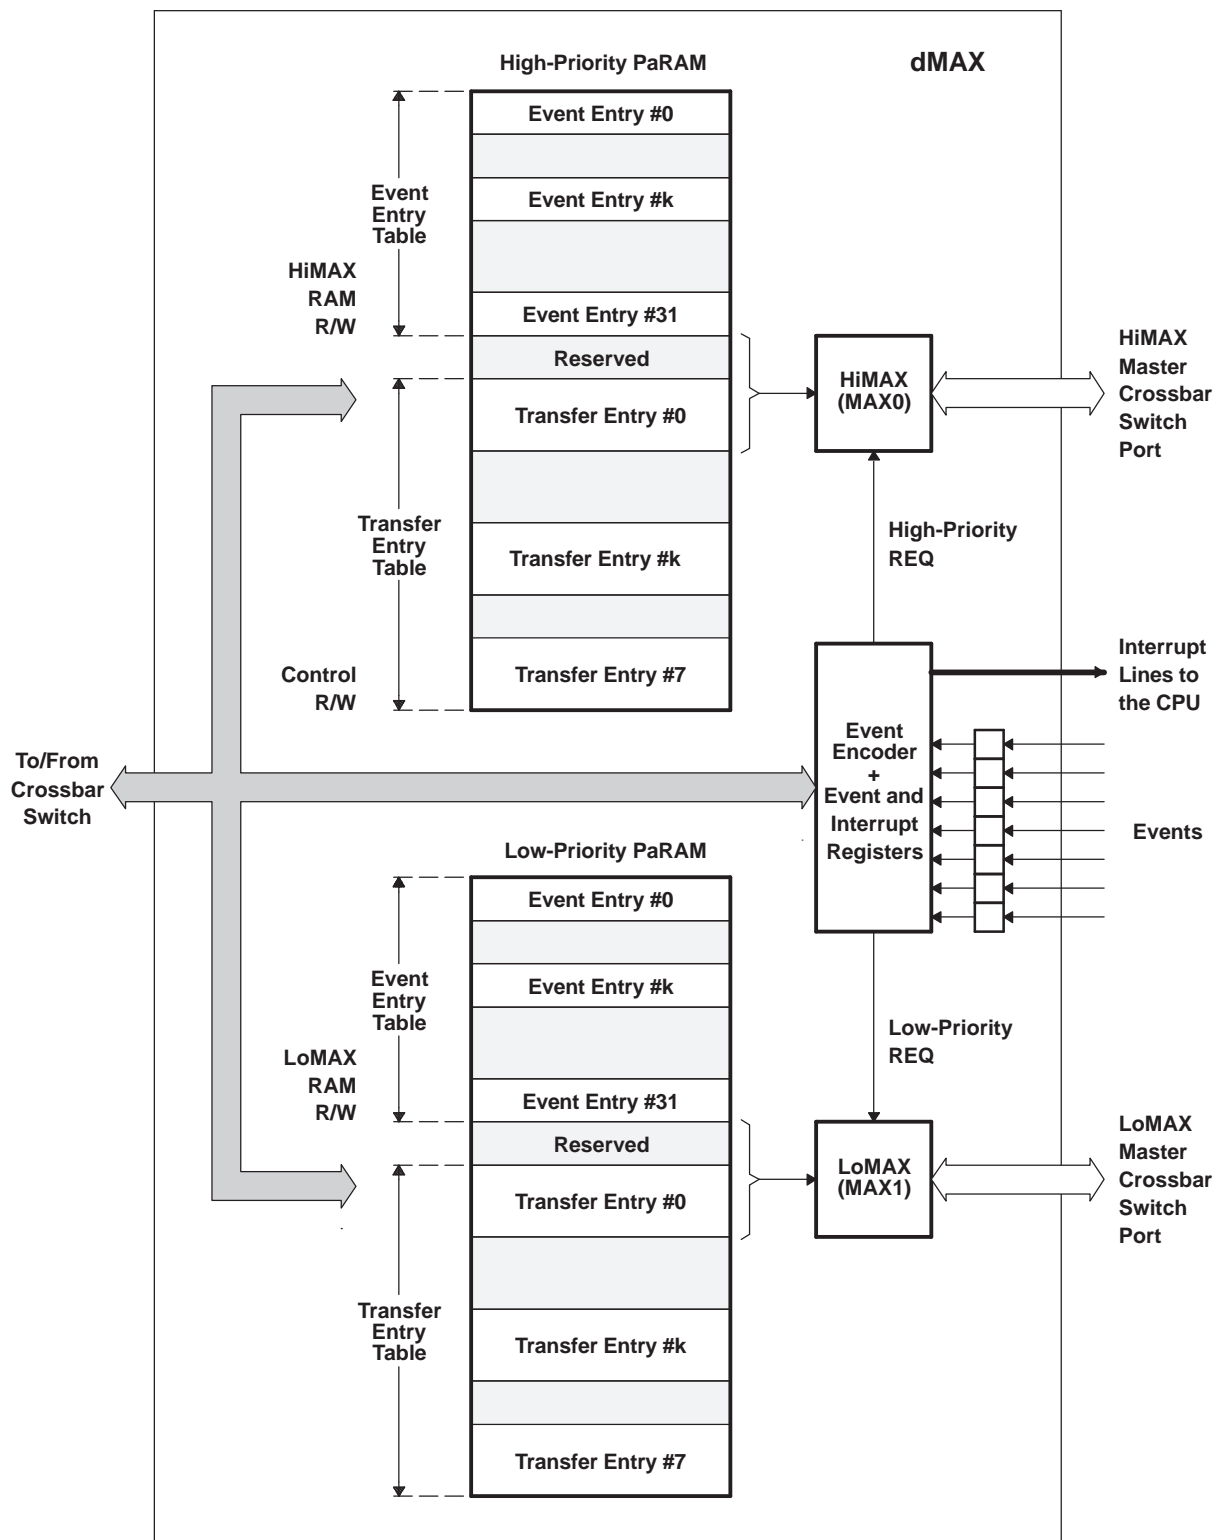 dMAX
High-Priority PaRAM
Event Entry #0
Event Entry #k
Event Entry #31
Reserved
Transfer Entry #0
Transfer Entry #k
Transfer Entry #7
Event
Entry
Table
HiMAX
RAM
R/W
Transfer
Entry
Table
Control
R/W
HiMAX
(MAX0)
HiMAX
Master
Crossbar
Switch
Port
High-Priority
REQ
Interrupt
Lines to
the CPU
To/From
Crossbar
Switch
Event
Encoder
+
Event and
Interrupt
Registers
Events
Low-Priority PaRAM
Event Entry #0
Event Entry #k
Event Entry #31
Reserved
Transfer Entry #0
Transfer Entry #k
Transfer Entry #7
Event
Entry
Table
LoMAX
RAM
R/W
Transfer
Entry
Table
Low-Priority
REQ
LoMAX
(MAX1)
LoMAX
Master
Crossbar
Switch
Port